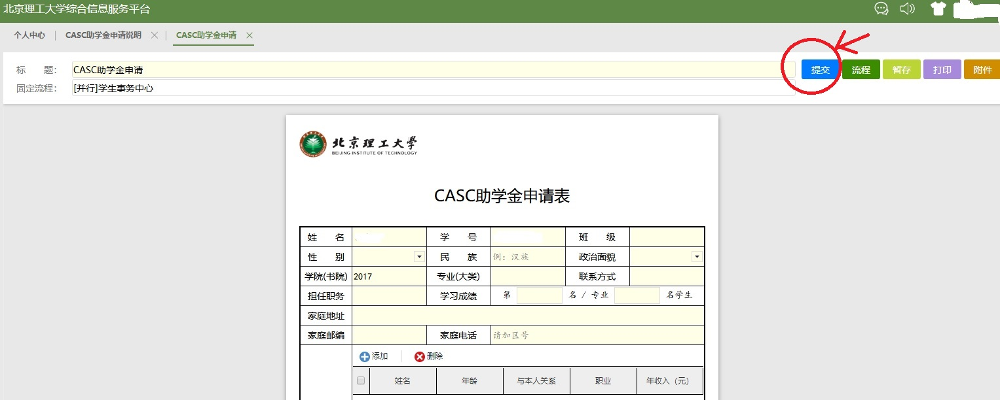 北京理工大学综合信息服务平台
个人中心 CASC助学金申请说明 CASC助学金申请
标 题: CASC助学金申请 提交 流程 暂存 打印 附件
固定流程: [并行]学生事务中心
北京理工大学
BEIJING INSTITUTE OF TECHNOLOGY
CASC助学金申请表
姓 名 学 号 班 级
性 别 民 族 例：汉族 政治面貌
学院(书院) 2017 专业(大类) 联系方式
担任职务 学习成绩 第 名 / 专业 名学生
家庭地址
家庭邮编 家庭电话 请加区号
添加 删除
姓名 年龄 与本人关系 职业 年收入（元）